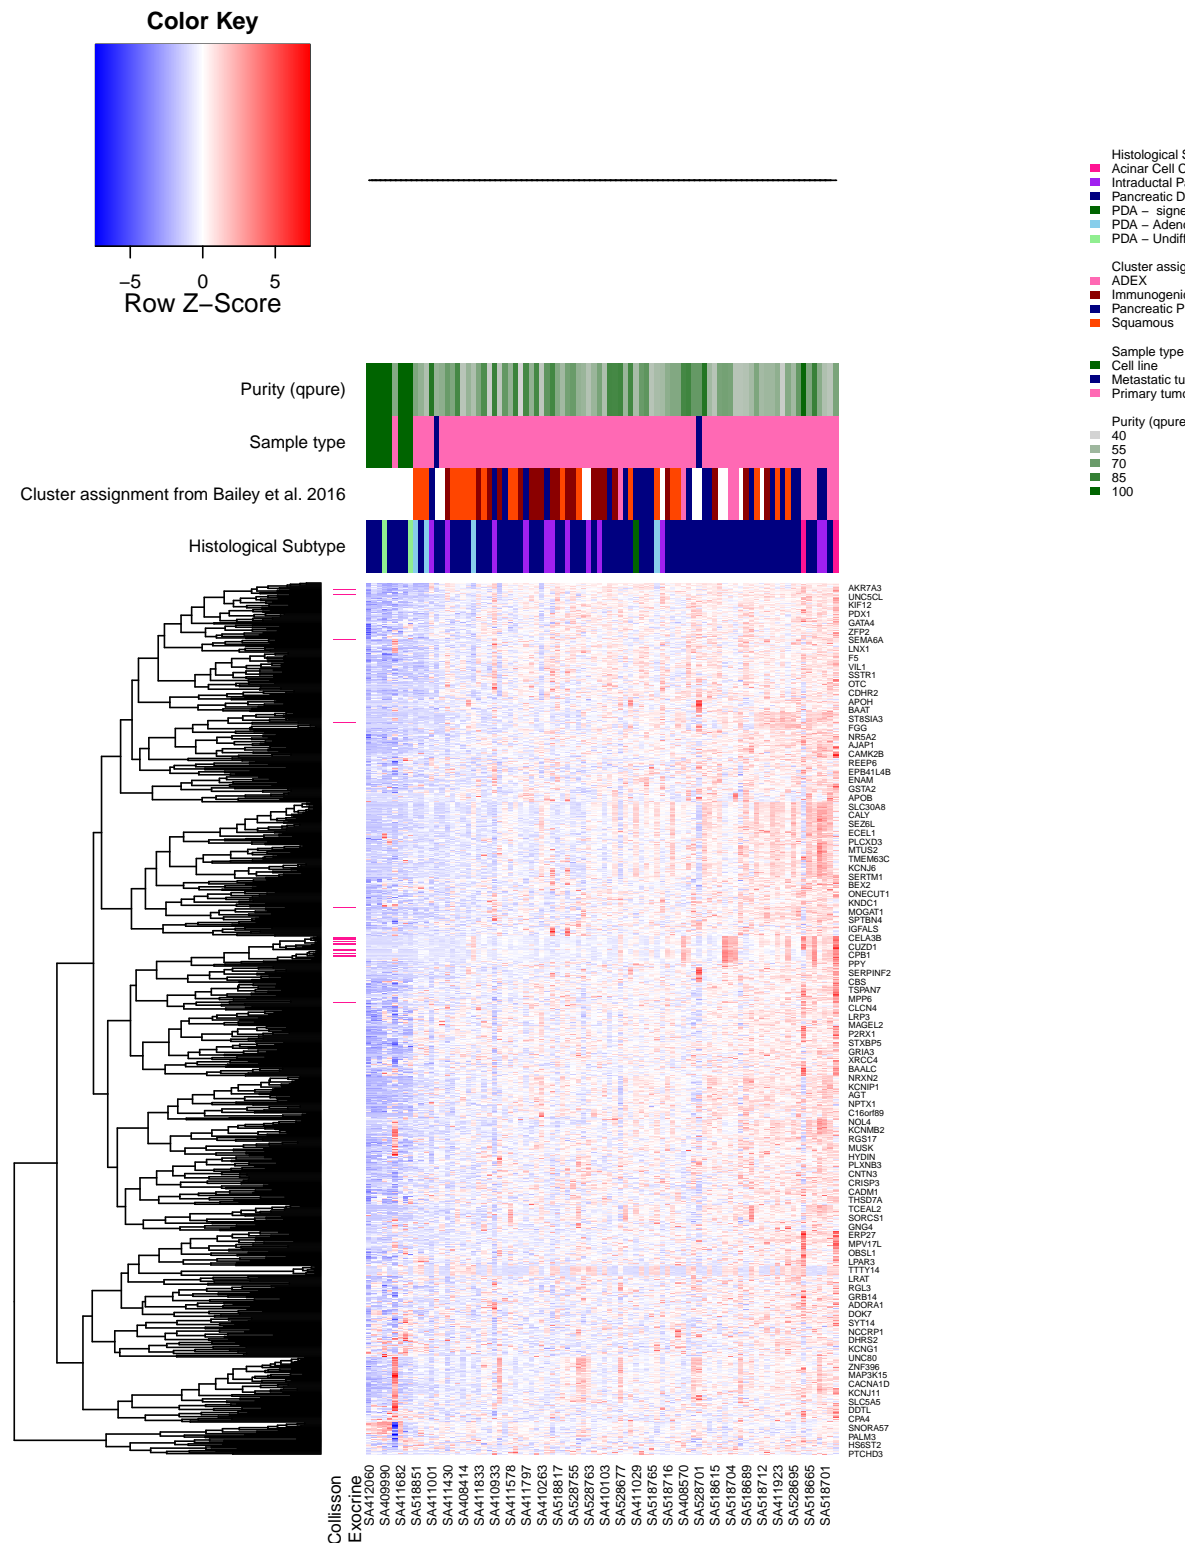 Color Key
−5 0 5
Row Z−Score
Histological S
Acinar Cell C
Intraductal Pa
Pancreatic D
PDA − signe
PDA − Adeno
PDA − Undiff
Cluster assig
ADEX
Immunogenic
Pancreatic P
Squamous
Sample type
Cell line
Metastatic tu
Primary tumo
Purity (qpure
40
55
70
85
100
Purity (qpure)
Sample type
Cluster assignment from Bailey et al. 2016
Histological Subtype
AKR7A3
UNC5CL
KIF12
PDX1
GATA4
ZFP2
SEMA6A
LNX1
F5
VIL1
SSTR1
OTC
CDHR2
APOH
BAAT
ST8SIA3
FGG
NR5A2
AJAP1
CAMK2B
REEP6
EPB41L4B
ENAM
GSTA2
APOB
SLC30A8
CALY
SEZ6L
ECEL1
PLCXD3
MTUS2
TMEM63C
KCNJ6
SERTM1
BEX2
ONECUT1
KNDC1
MOGAT1
SPTBN4
IGFALS
CELA3B
CUZD1
CPB1
PPY
SERPINF2
CBS
TSPAN7
MPP6
CLCN4
LRP3
MAGEL2
P2RX1
STXBP5
GRIA3
XRCC4
BAALC
NRXN2
KCNIP1
AGT
NPTX1
C16orf89
NOL4
KCNMB2
RGS17
MUSK
HYDIN
PLXNB3
CNTN3
CRISP3
CADM1
THSD7A
TCEAL2
SORCS1
GNG4
ERP27
MPV17L
OBSL1
LPAR3
TTTY14
LRAT
RGL3
GRB14
ADORA1
DOK7
SYT14
NCCRP1
DHRS2
KCNG1
UNC80
ZNF396
MAP3K15
CACNA1D
KCNJ11
SLC5A5
DDTL
CPA4
SNORA57
PALM3
HS6ST2
PTCHD3
Collisson
Exocrine
SA412060
SA409990
SA411682
SA518851
SA411001
SA411430
SA408414
SA411833
SA410933
SA411578
SA411797
SA410263
SA518817
SA528755
SA528763
SA410103
SA528677
SA411029
SA518765
SA518716
SA408570
SA528701
SA518615
SA518704
SA518689
SA518712
SA411923
SA528695
SA518665
SA518701